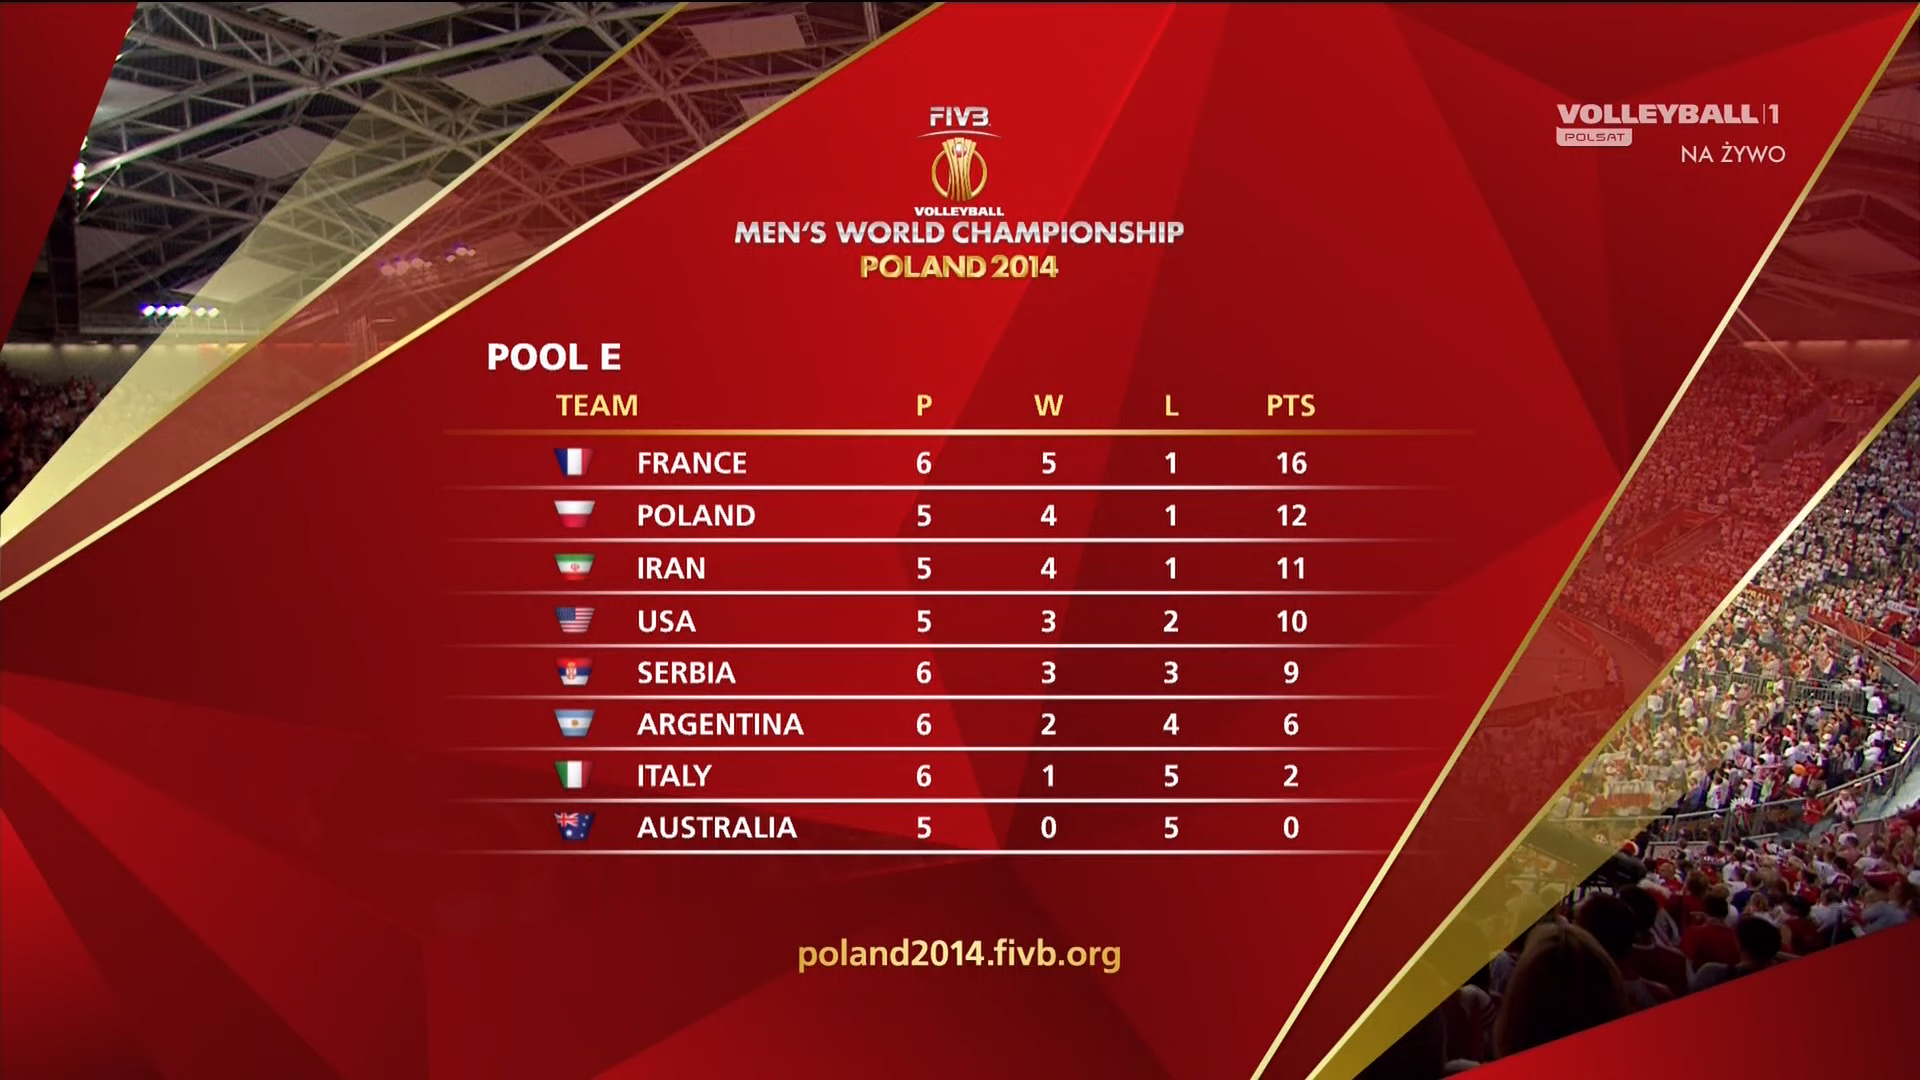 FIVB
VOLLEYBALL
MEN'S WORLD CHAMPIONSHIP
POLAND 2014
VOLLEYBALL|1
POLSAT
NA ŻYWO
POOL E
TEAM P W L PTS
FRANCE 6 5 1 16
POLAND 5 4 1 12
IRAN 5 4 1 11
USA 5 3 2 10
SERBIA 6 3 3 9
ARGENTINA 6 2 4 6
ITALY 6 1 5 2
AUSTRALIA 5 0 5 0
poland2014.fivb.org